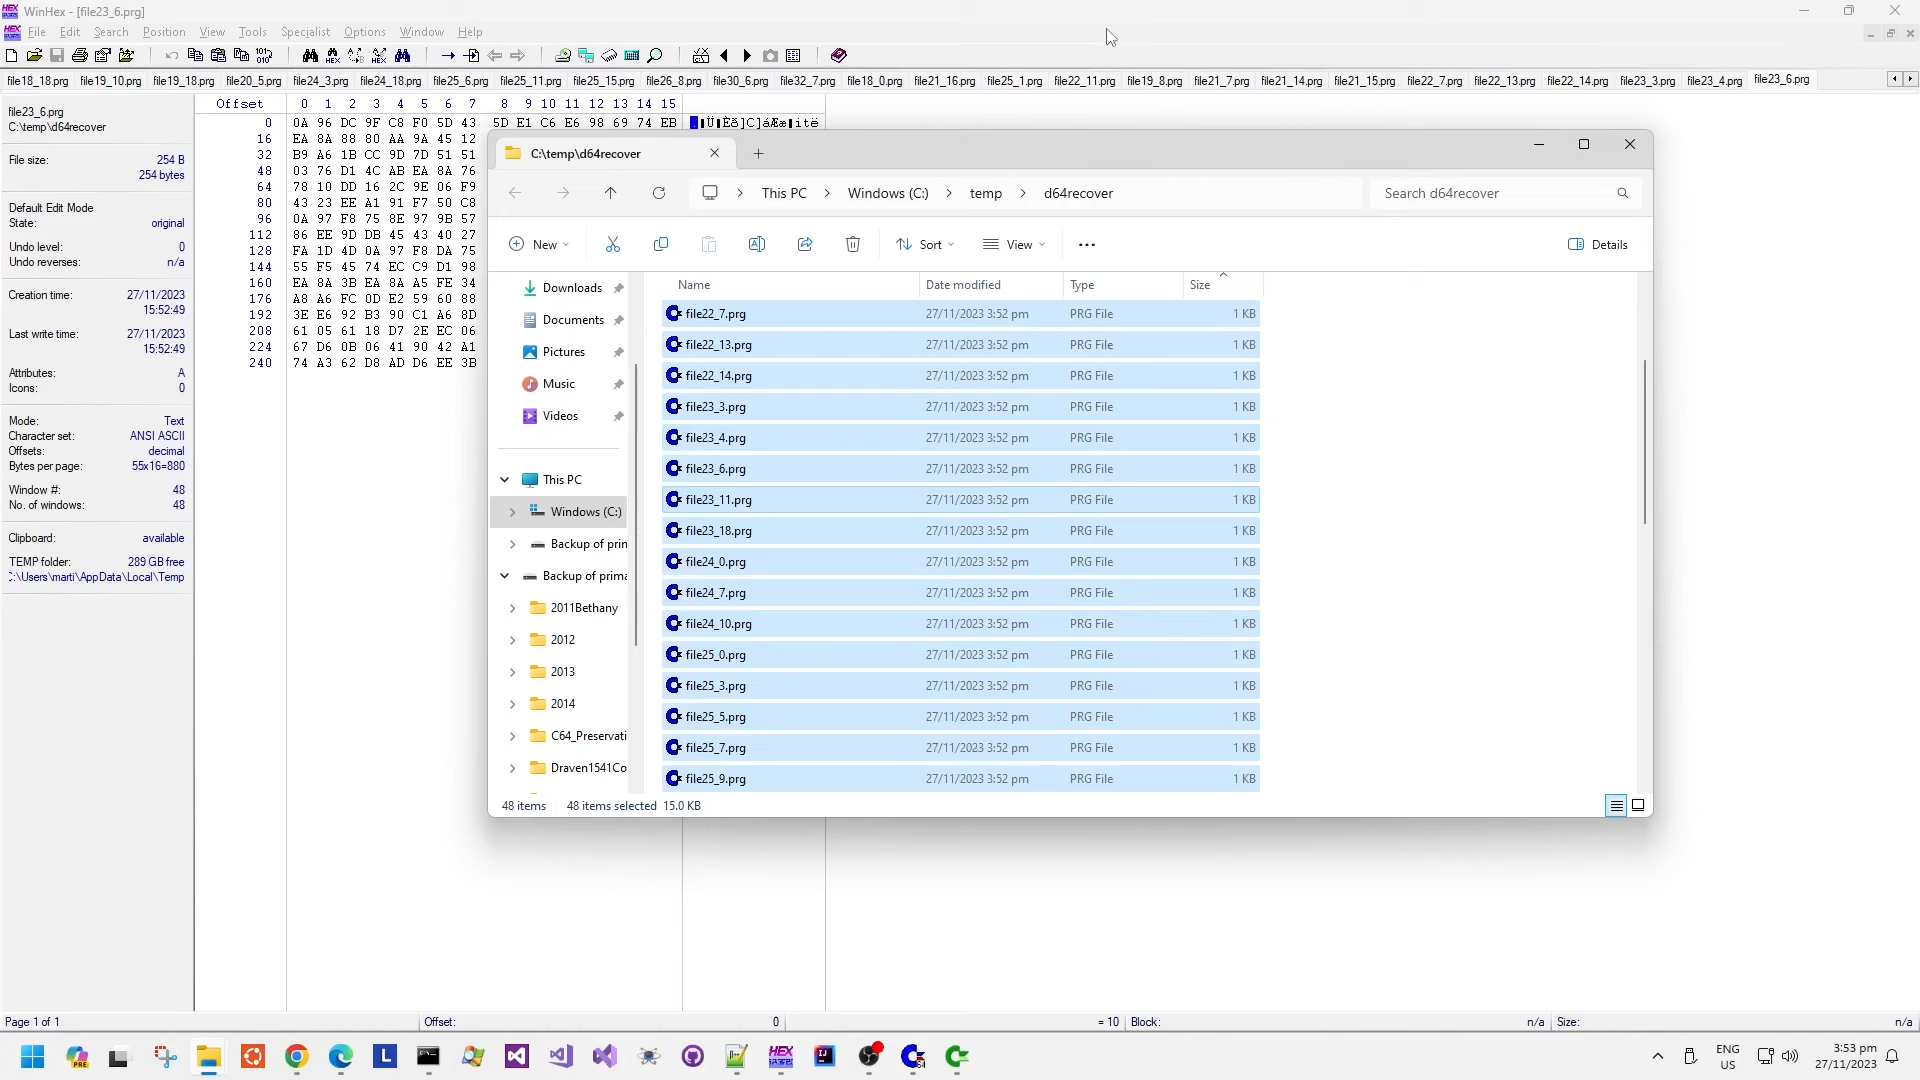 WinHex - [file23_6.prg]
File Edit Search Position View Tools Specialist Options Window Help
file18_18.prg file19_10.prg file19_18.prg file20_5.prg file24_3.prg file24_18.prg file25_6.prg file25_11.prg file25_15.prg file26_8.prg file30_6.prg file32_7.prg file18_0.prg file21_16.prg file25_1.prg file22_11.prg file19_8.prg file21_7.prg file21_14.prg file21_15.prg file22_7.prg file22_13.prg file22_14.prg file23_3.prg file23_4.prg file23_6.prg
file23_6.prg
C:\temp\d64recover
File size: 254 B
254 bytes
Default Edit Mode
State: original
Undo level: 0
Undo reverses: n/a
Creation time: 27/11/2023
15:52:49
Last write time: 27/11/2023
15:52:49
Attributes: A
Icons: 0
Mode: Text
Character set: ANSI ASCII
Offsets: decimal
Bytes per page: 55x16=880
Window #: 48
No. of windows: 48
Clipboard: available
TEMP folder: 289 GB free
C:\Users\marti\AppData\Local\Temp
Offset 0 1 2 3 4 5 6 7 8 9 10 11 12 13 14 15
0 0A 96 DC 9F C8 F0 5D 43 5D E1 C6 E6 98 69 74 EB
16 EA 8A 88 80 AA 9A 45 12
32 B9 A6 1B CC 9D 7D 51 51
48 03 76 D1 4C AB EA 8A 76
64 78 10 DD 16 2C 9E 06 F9
80 43 23 EE A1 91 F7 50 C8
96 0A 97 F8 75 8E 97 9B 57
112 86 EE 9D DB 45 43 40 27
128 FA 1D 4D 0A 97 F8 DA 75
144 55 F5 45 74 EC C9 D1 98
160 EA 8A 3B EA 8A A5 FE 34
176 A8 A6 FC 0D E2 59 60 88
192 3E E6 92 B3 90 C1 A6 8D
208 61 05 61 18 D7 2E EC 06
224 67 D6 0B 06 41 90 42 A1
240 74 A3 62 D8 AD D6 EE 3B
C:\temp\d64recover
This PC > Windows (C:) > temp > d64recover
Search d64recover
New Sort View Details
Downloads
Documents
Pictures
Music
Videos
This PC
Windows (C:)
Backup of prin
Backup of prima
2011Bethany
2012
2013
2014
C64_Preservati
Draven1541Co
Name Date modified Type Size
file22_7.prg 27/11/2023 3:52 pm PRG File 1 KB
file22_13.prg 27/11/2023 3:52 pm PRG File 1 KB
file22_14.prg 27/11/2023 3:52 pm PRG File 1 KB
file23_3.prg 27/11/2023 3:52 pm PRG File 1 KB
file23_4.prg 27/11/2023 3:52 pm PRG File 1 KB
file23_6.prg 27/11/2023 3:52 pm PRG File 1 KB
file23_11.prg 27/11/2023 3:52 pm PRG File 1 KB
file23_18.prg 27/11/2023 3:52 pm PRG File 1 KB
file24_0.prg 27/11/2023 3:52 pm PRG File 1 KB
file24_7.prg 27/11/2023 3:52 pm PRG File 1 KB
file24_10.prg 27/11/2023 3:52 pm PRG File 1 KB
file25_0.prg 27/11/2023 3:52 pm PRG File 1 KB
file25_3.prg 27/11/2023 3:52 pm PRG File 1 KB
file25_5.prg 27/11/2023 3:52 pm PRG File 1 KB
file25_7.prg 27/11/2023 3:52 pm PRG File 1 KB
file25_9.prg 27/11/2023 3:52 pm PRG File 1 KB
48 items 48 items selected 15.0 KB
Page 1 of 1 Offset: 0 = 10 Block: n/a Size: n/a
ENG
US
3:53 pm
27/11/2023